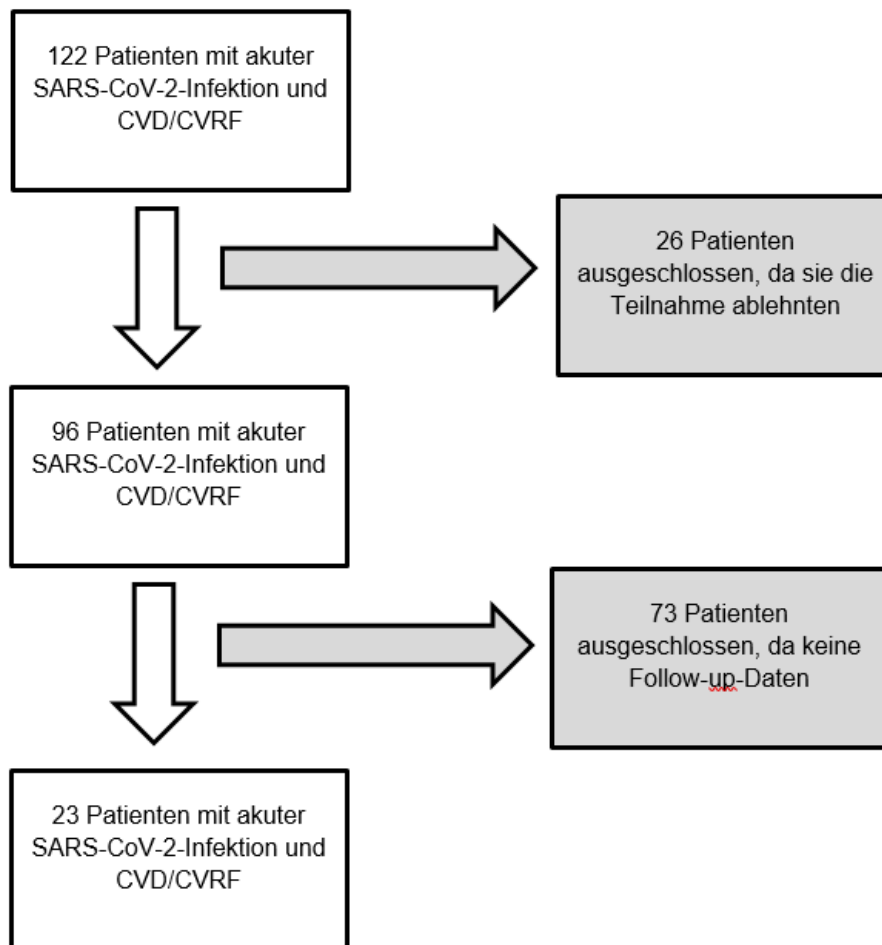 122 Patienten mit akuter
SARS-CoV-2-Infektion und
CVD/CVRF
26 Patienten
ausgeschlossen, da sie die
Teilnahme ablehnten
96 Patienten mit akuter
SARS-CoV-2-Infektion und
CVD/CVRF
73 Patienten
ausgeschlossen, da keine
Follow-up-Daten
23 Patienten mit akuter
SARS-CoV-2-Infektion und
CVD/CVRF